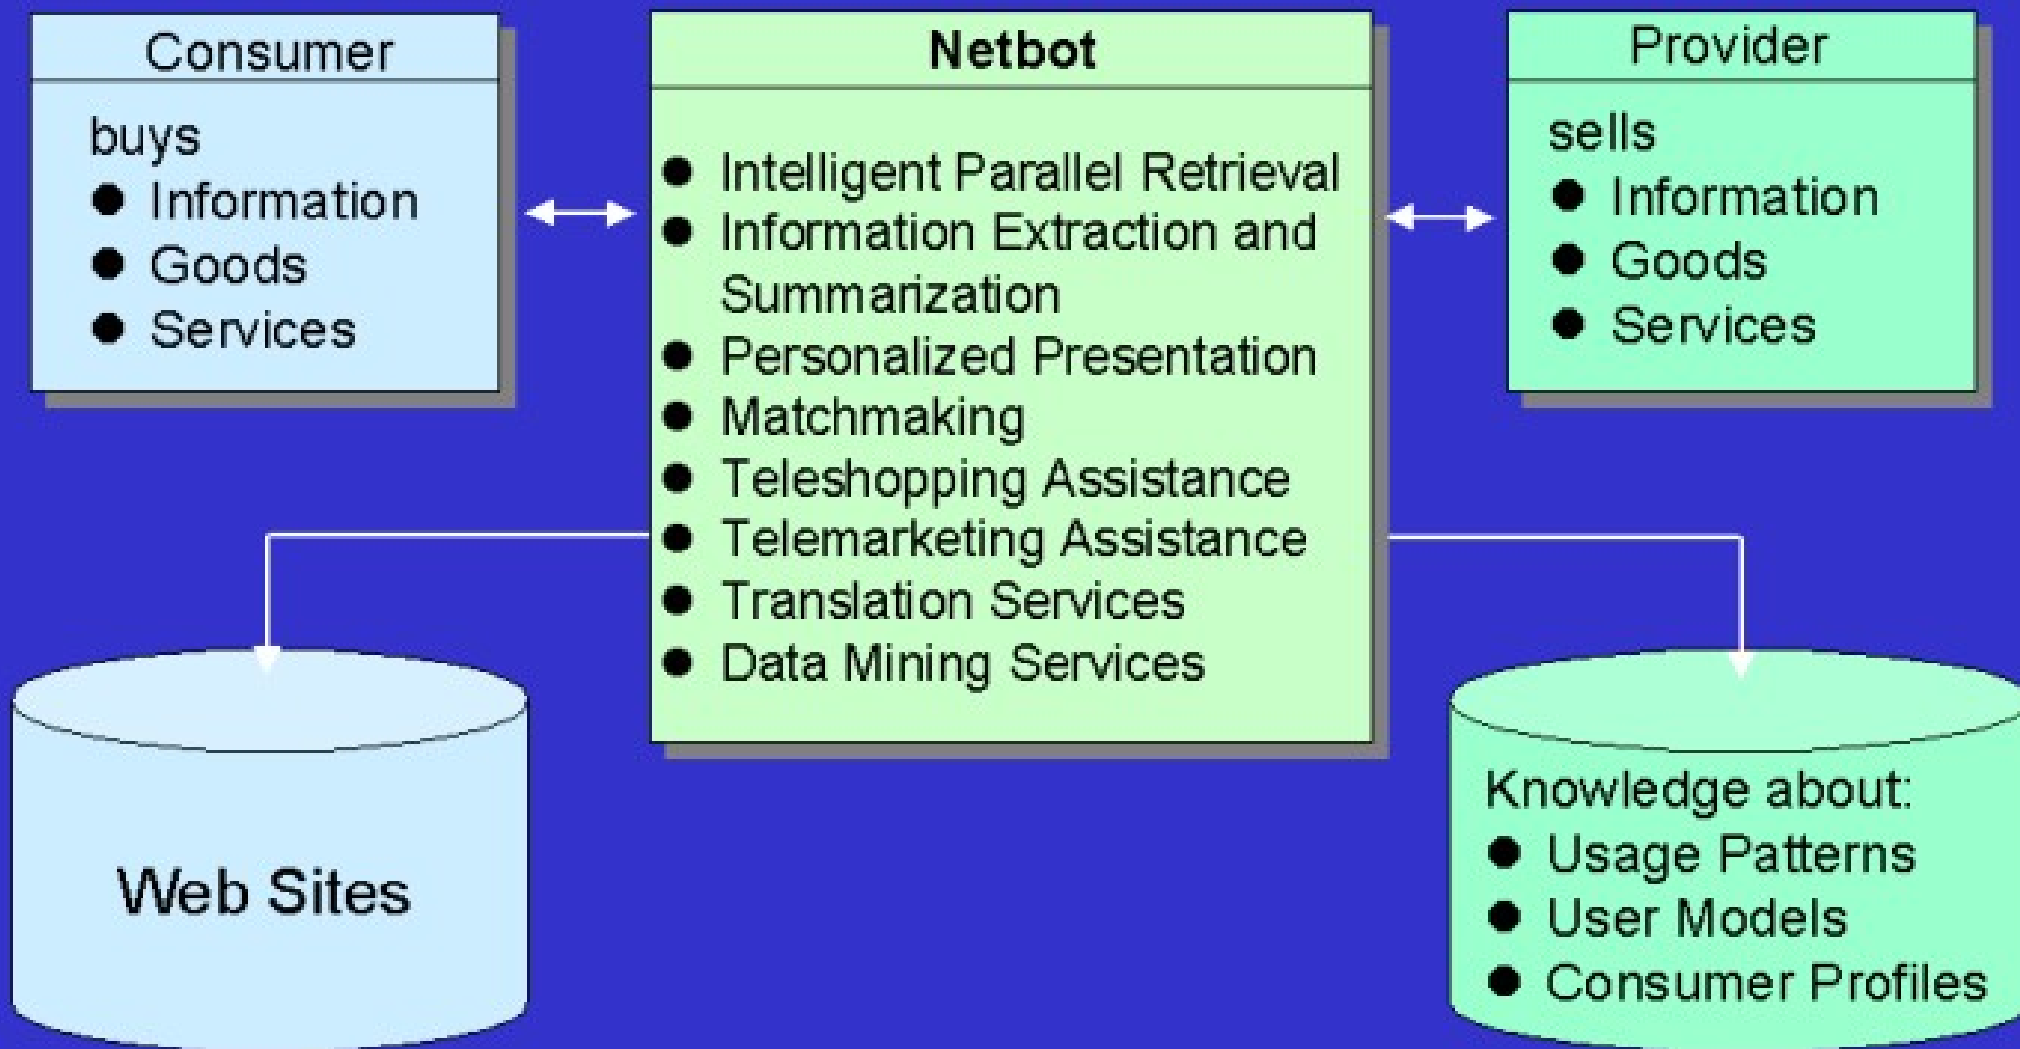 Consumer
buys
● Information
● Goods
● Services
Netbot
● Intelligent Parallel Retrieval
● Information Extraction and
Summarization
● Personalized Presentation
● Matchmaking
● Teleshopping Assistance
● Telemarketing Assistance
● Translation Services
● Data Mining Services
Provider
sells
● Information
● Goods
● Services
Web Sites
Knowledge about:
● Usage Patterns
● User Models
● Consumer Profiles